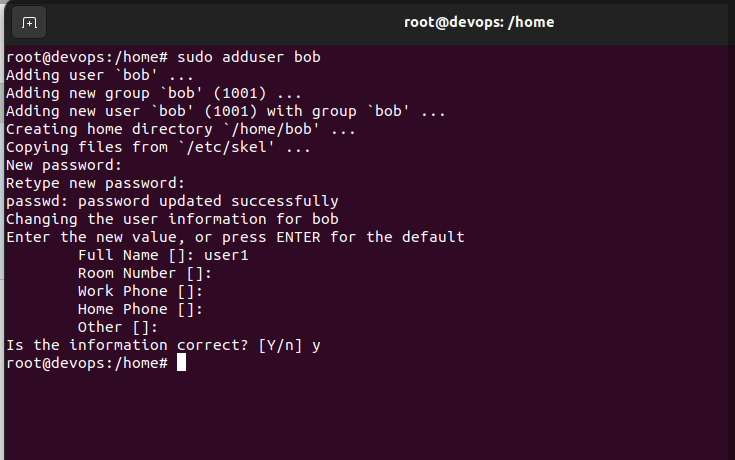 root@devops: /home
root@devops:/home# sudo adduser bob
Adding user `bob' ...
Adding new group `bob' (1001) ...
Adding new user `bob' (1001) with group `bob' ...
Creating home directory `/home/bob' ...
Copying files from `/etc/skel' ...
New password:
Retype new password:
passwd: password updated successfully
Changing the user information for bob
Enter the new value, or press ENTER for the default
        Full Name []: user1
        Room Number []:
        Work Phone []:
        Home Phone []:
        Other []:
Is the information correct? [Y/n] y
root@devops:/home#